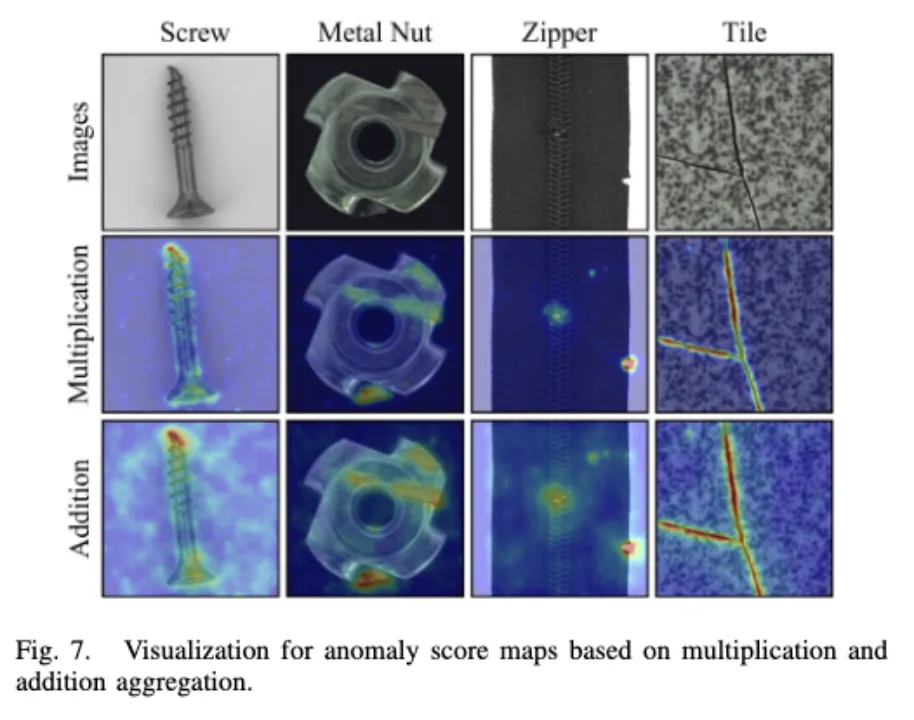 Screw Metal Nut Zipper Tile
Images
Multiplication
Addition
Fig. 7. Visualization for anomaly score maps based on multiplication and
addition aggregation.